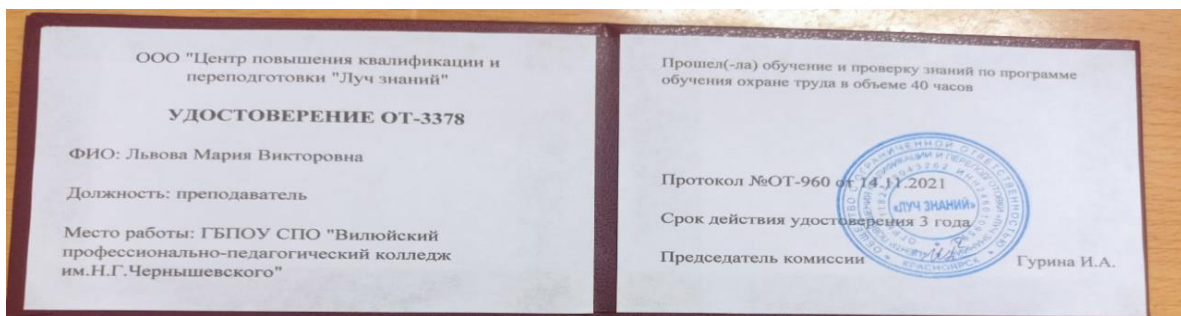 ООО "Центр повышения квалификации и
переподготовки "Луч знаний"
УДОСТОВЕРЕНИЕ ОТ-3378
ФИО: Львова Мария Викторовна
Должность: преподаватель
Место работы: ГБПОУ СПО "Вилюйский
профессионально-педагогический колледж
им.Н.Г.Чернышевского"
Прошел(-ла) обучение и проверку знаний по программе
обучения охране труда в объеме 40 часов
Протокол №ОТ-960 от 14.11.2021
Срок действия удостоверения 3 года
Председатель комиссии
Гурина И.А.
«ЛУЧ ЗНАНИЙ»
КРАСНОЯРСК